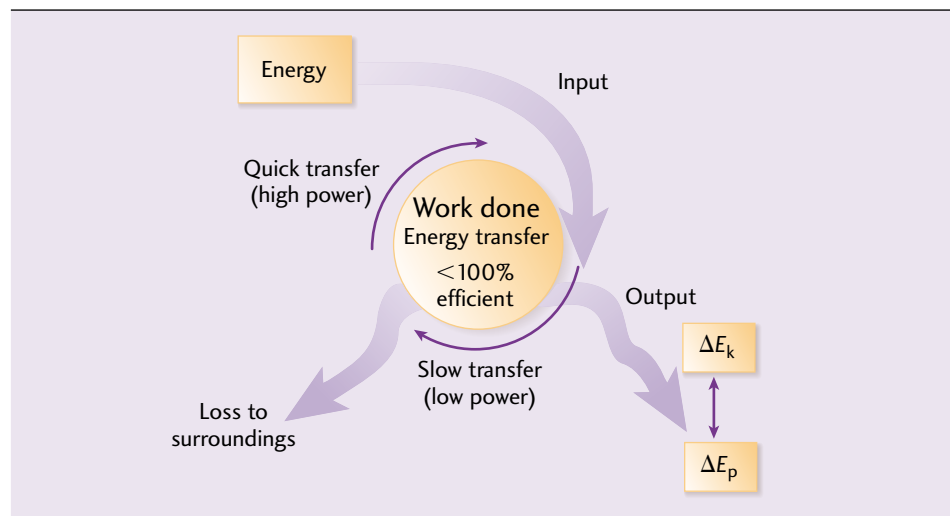 Energy
Input
Quick transfer
(high power)
Work done
Energy transfer
<100%
efficient
Output
ΔEk
Slow transfer
(low power)
Loss to
surroundings
ΔEp